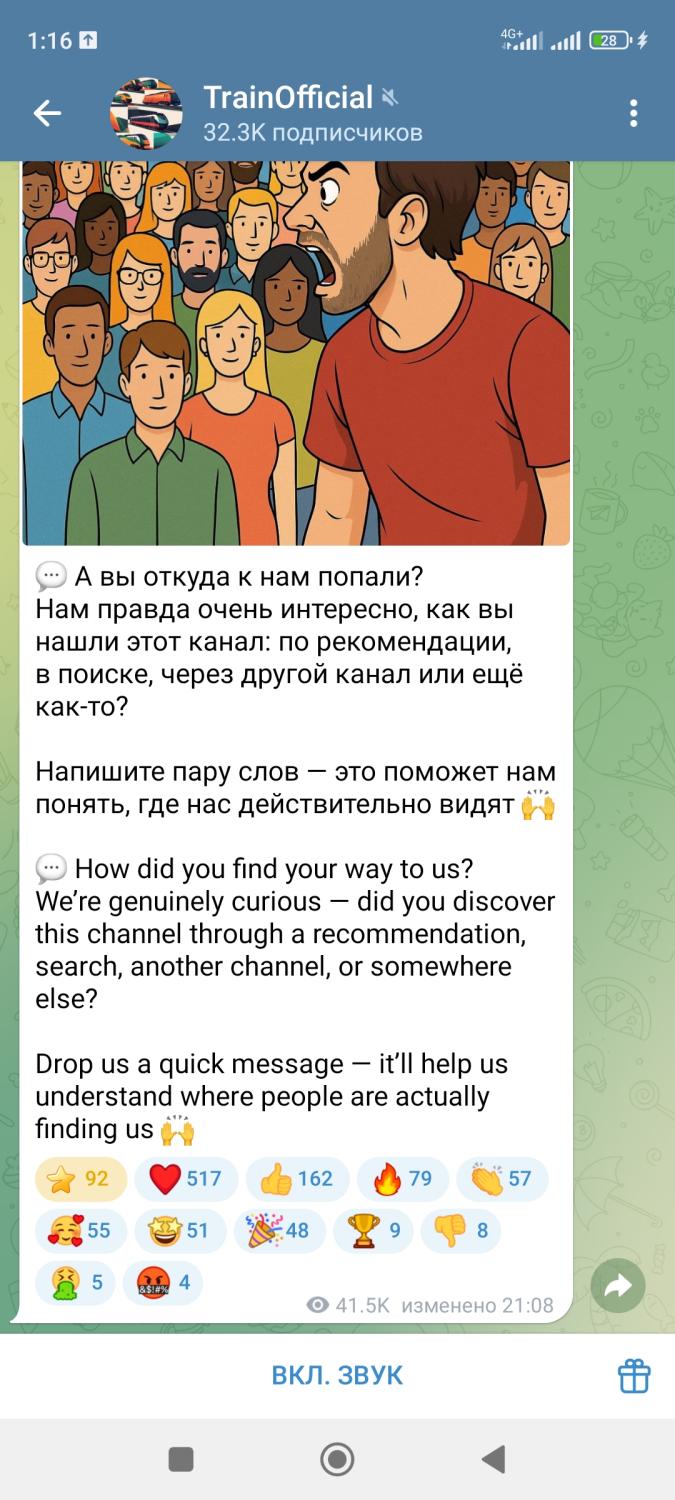 1:16
4G+
28
TrainOfficial
32.3K подписчиков
💬 А вы откуда к нам попали?
Нам правда очень интересно, как вы
нашли этот канал: по рекомендации,
в поиске, через другой канал или ещё
как-то?
Напишите пару слов — это поможет нам
понять, где нас действительно видят 🙌
💬 How did you find your way to us?
We’re genuinely curious — did you discover
this channel through a recommendation,
search, another channel, or somewhere
else?
Drop us a quick message — it’ll help us
understand where people are actually
finding us 🙌
⭐ 92 ❤️ 517 👍 162 🔥 79 👏 57
🥰 55 🤩 51 🎉 48 🏆 9 👎 8
🤮 5 🤬 4
41.5K изменено 21:08
ВКЛ. ЗВУК